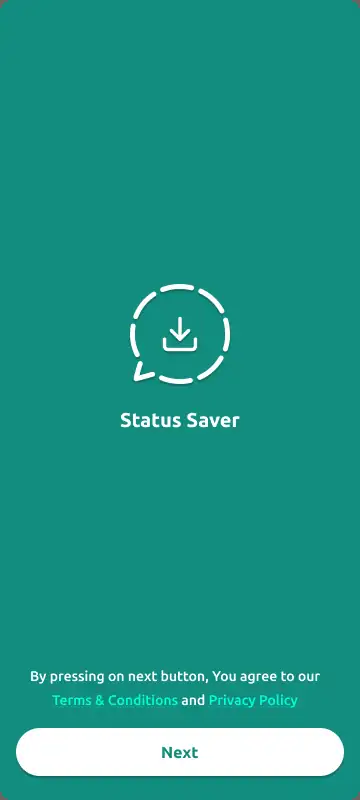 Status Saver
By pressing on next button, You agree to our
Terms & Conditions and Privacy Policy
Next